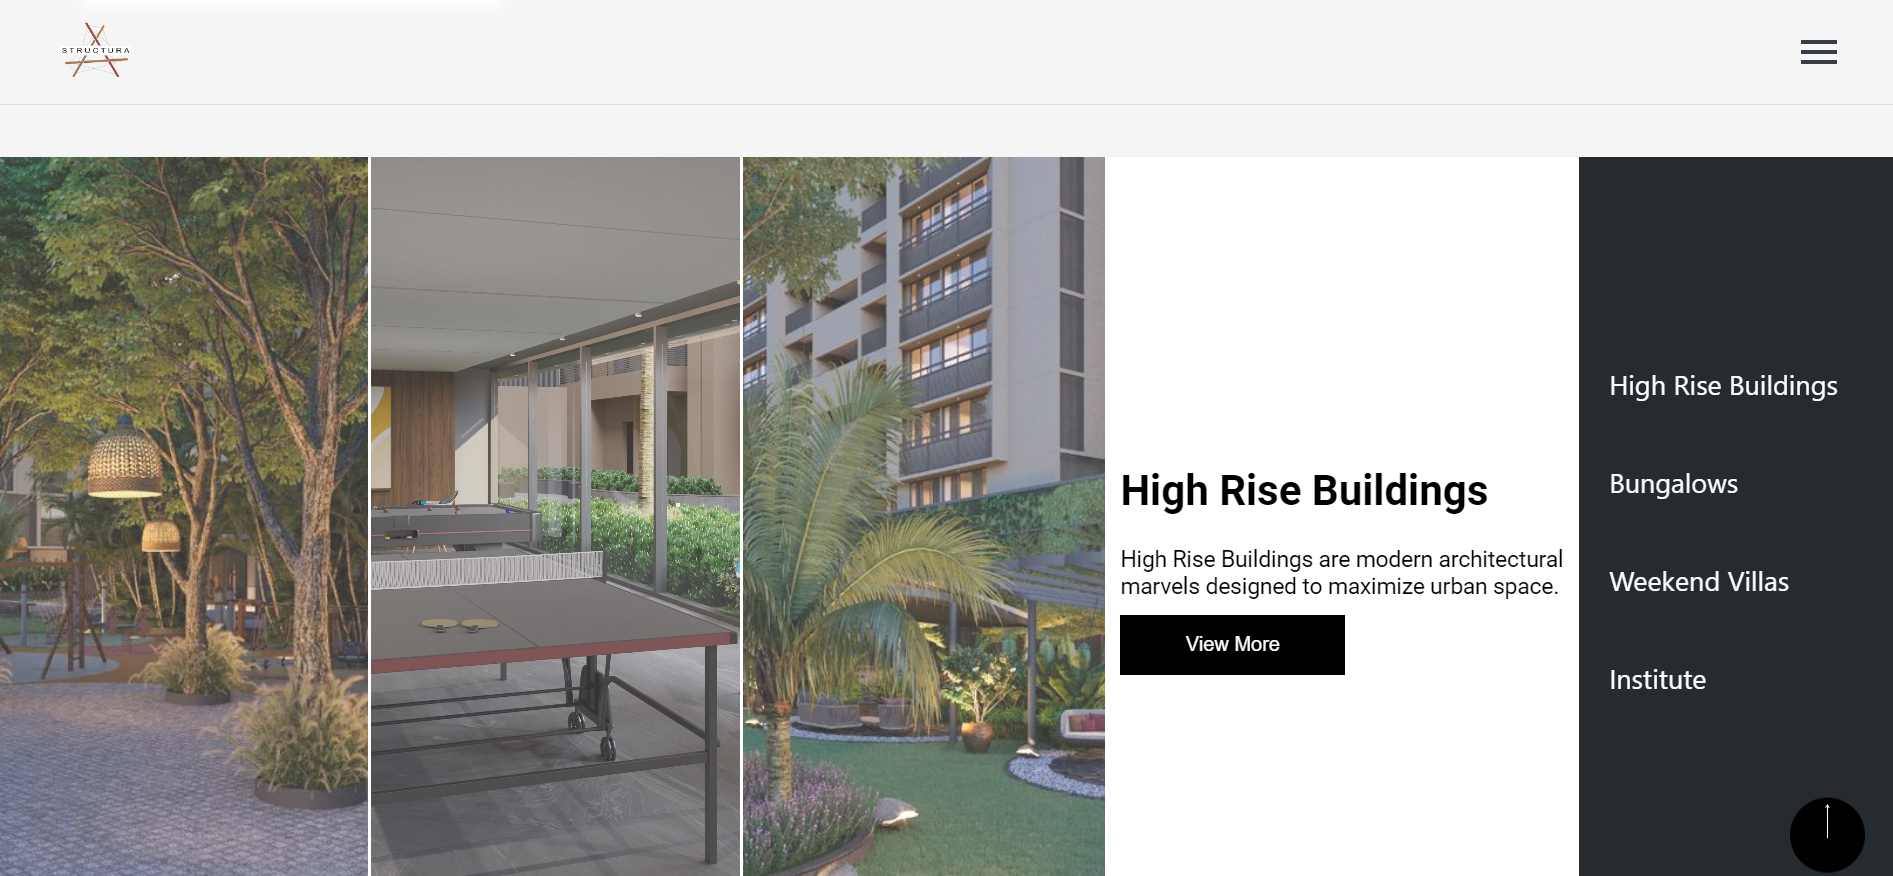 STRUCTURA
High Rise Buildings
High Rise Buildings are modern architectural
marvels designed to maximize urban space.
View More
High Rise Buildings
Bungalows
Weekend Villas
Institute